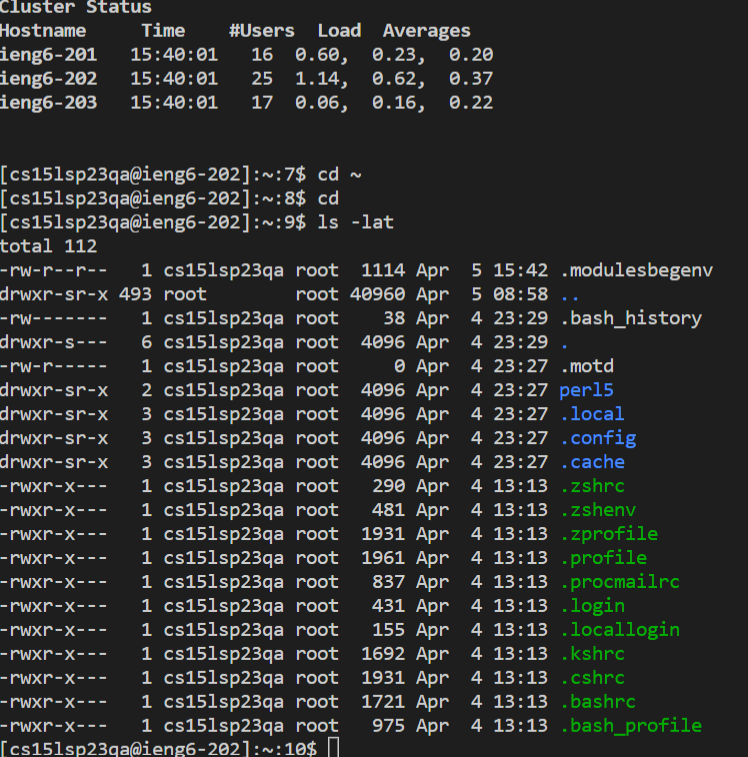 Cluster Status
Hostname     Time    #Users  Load  Averages
ieng6-201   15:40:01   16  0.60,  0.23,  0.20
ieng6-202   15:40:01   25  1.14,  0.62,  0.37
ieng6-203   15:40:01   17  0.06,  0.16,  0.22
[cs15lsp23qa@ieng6-202]:~:7$ cd ~
[cs15lsp23qa@ieng6-202]:~:8$ cd
[cs15lsp23qa@ieng6-202]:~:9$ ls -lat
total 112
-rw-r--r--   1 cs15lsp23qa root  1114 Apr  5 15:42 .modulesbegenv
drwxr-sr-x 493 root        root 40960 Apr  5 08:58 ..
-rw-------   1 cs15lsp23qa root    38 Apr  4 23:29 .bash_history
drwxr-s---   6 cs15lsp23qa root  4096 Apr  4 23:29 .
-rw-r-----   1 cs15lsp23qa root     0 Apr  4 23:27 .motd
drwxr-sr-x   2 cs15lsp23qa root  4096 Apr  4 23:27 perl5
drwxr-sr-x   3 cs15lsp23qa root  4096 Apr  4 23:27 .local
drwxr-sr-x   3 cs15lsp23qa root  4096 Apr  4 23:27 .config
drwxr-sr-x   3 cs15lsp23qa root  4096 Apr  4 23:27 .cache
-rwxr-x---   1 cs15lsp23qa root   290 Apr  4 13:13 .zshrc
-rwxr-x---   1 cs15lsp23qa root   481 Apr  4 13:13 .zshenv
-rwxr-x---   1 cs15lsp23qa root  1931 Apr  4 13:13 .zprofile
-rwxr-x---   1 cs15lsp23qa root  1961 Apr  4 13:13 .profile
-rwxr-x---   1 cs15lsp23qa root   837 Apr  4 13:13 .procmailrc
-rwxr-x---   1 cs15lsp23qa root   431 Apr  4 13:13 .login
-rwxr-x---   1 cs15lsp23qa root   155 Apr  4 13:13 .locallogin
-rwxr-x---   1 cs15lsp23qa root  1692 Apr  4 13:13 .kshrc
-rwxr-x---   1 cs15lsp23qa root  1931 Apr  4 13:13 .cshrc
-rwxr-x---   1 cs15lsp23qa root  1721 Apr  4 13:13 .bashrc
-rwxr-x---   1 cs15lsp23qa root   975 Apr  4 13:13 .bash_profile
[cs15lsp23qa@ieng6-202]:~:10$